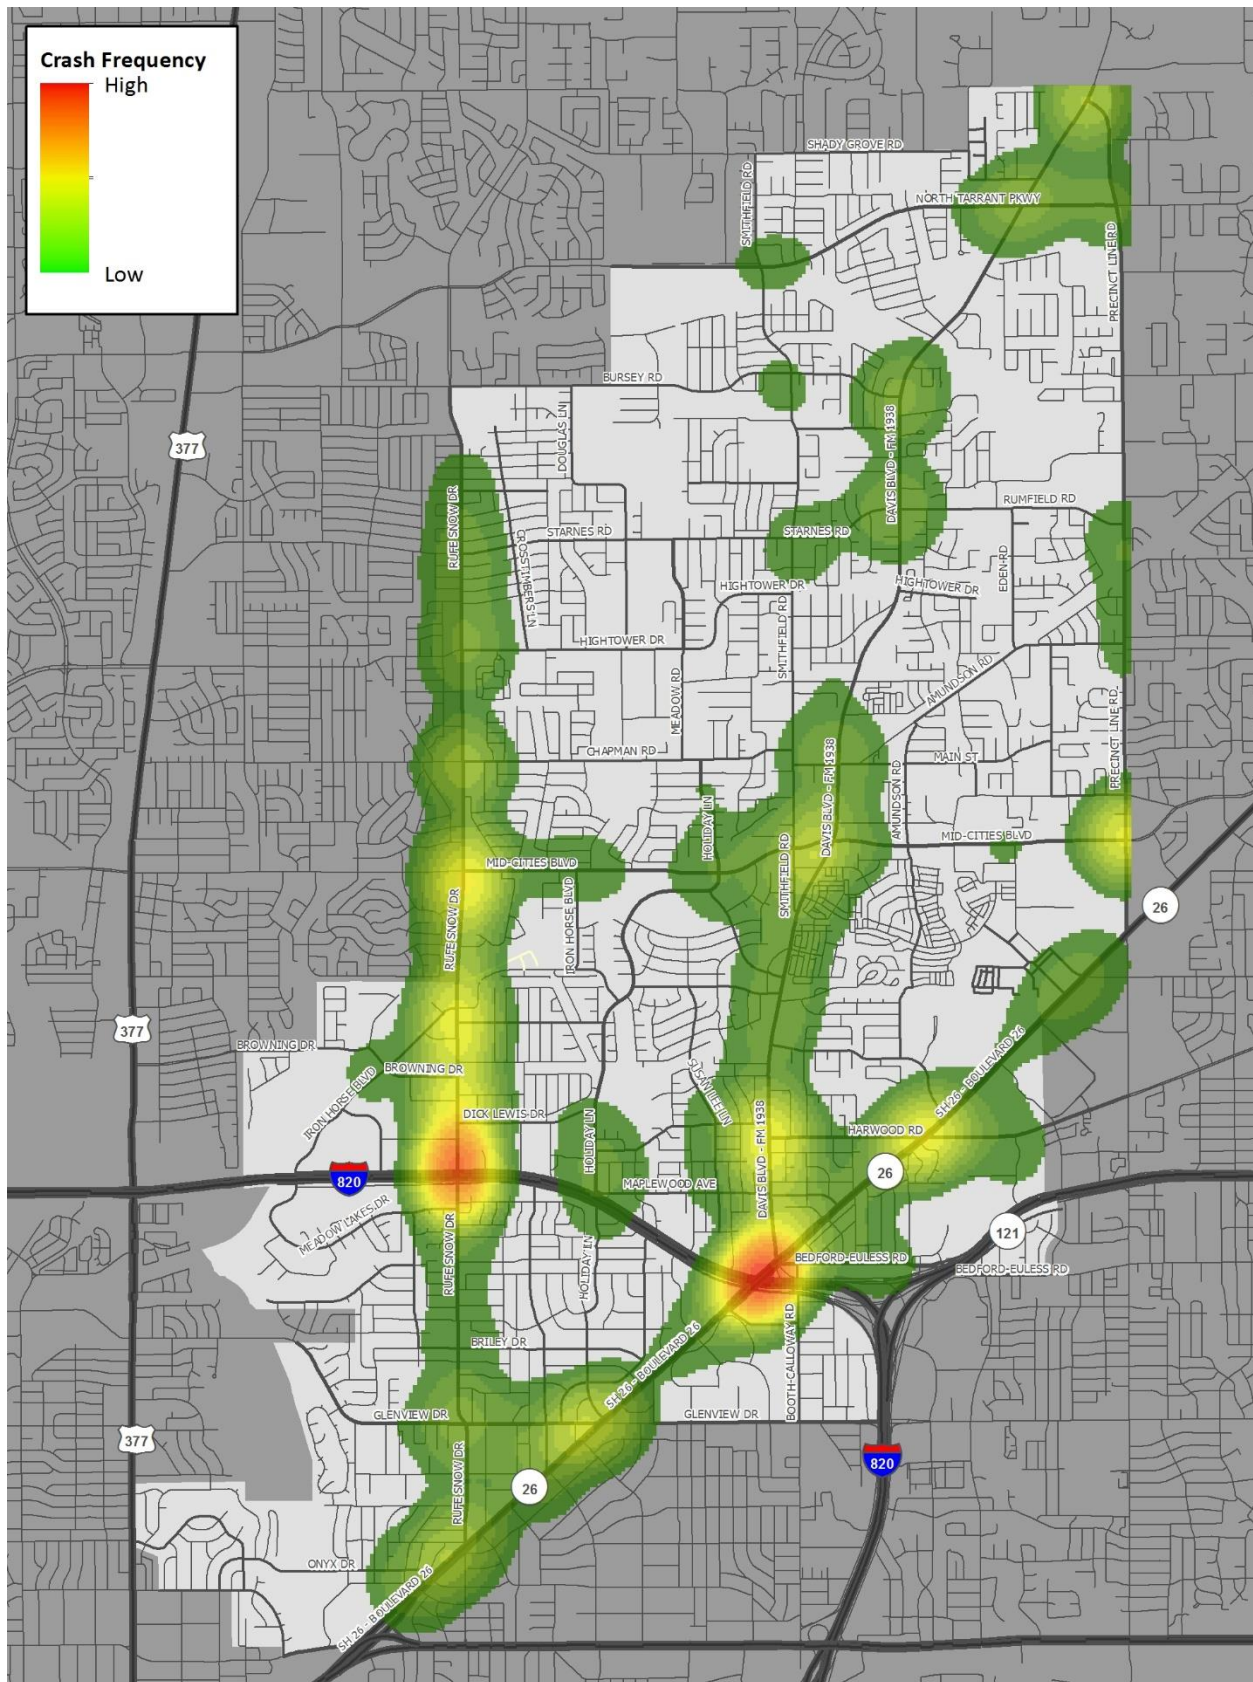 Crash Frequency
High
Low
SHADY GROVE RD
SMITHFIELD RD
NORTH TARRANT PKWY
PRECINCT LINE RD
BURSEY RD
DOUGLAS LN
377
DAVIS BLVD - FM 1938
RUFE SNOW DR
RUMFIELD RD
STARNES RD
STARNES RD
CROSSTIMBERS LN
EDEN RD
HIGHTOWER DR
HIGHTOWER DR
SMITHFIELD RD
HIGHTOWER DR
MEADOW RD
AMUNDSON RD
PRECINCT LINE RD
CHAPMAN RD
MAIN ST
DAVIS BLVD - FM 1938
AMUNDSON RD
HOLIDAY LN
MID-CITIES BLVD
MID-CITIES BLVD
SMITHFIELD RD
26
RUFE SNOW DR
IRON HORSE BLVD
377
BROWNING DR
BROWNING DR
IRON HORSE BLVD
SUSAN LEE LN
SH 26 - BOULEVARD 26
DICK LEWIS DR
HOLIDAY LN
DAVIS BLVD - FM 1938
HARWOOD RD
820
MAPLEWOOD AVE
26
MEADOW LAKES DR
RUFE SNOW DR
HOLIDAY LN
121
BEDFORD-EULESS RD
BEDFORD-EULESS RD
BRILEY DR
SH 26 - BOULEVARD 26
BOOTH-CALLOWAY RD
GLENVIEW DR
GLENVIEW DR
377
RUFE SNOW DR
820
26
ONYX DR
SH 26 - BOULEVARD 26